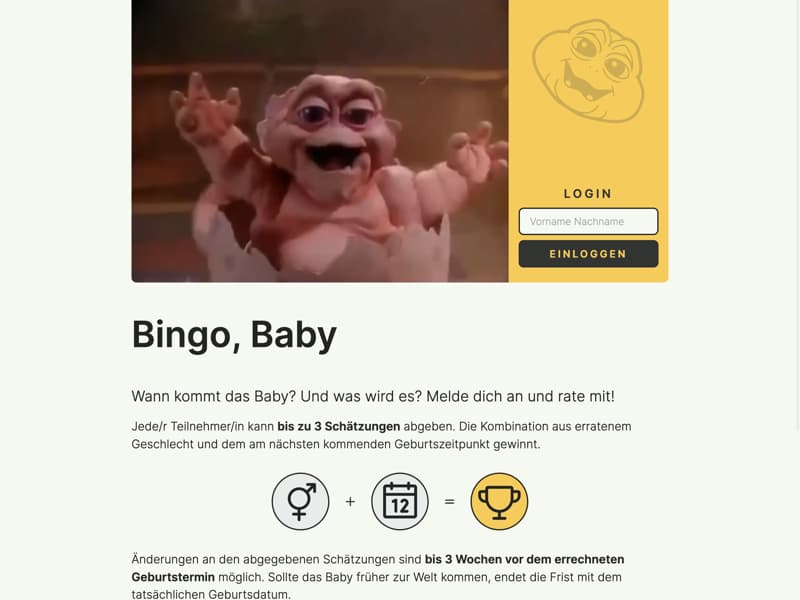 LOGIN
Vorname Nachname
EINLOGGEN
Bingo, Baby
Wann kommt das Baby? Und was wird es? Melde dich an und rate mit!
Jede/r Teilnehmer/in kann bis zu 3 Schätzungen abgeben. Die Kombination aus erratenem
Geschlecht und dem am nächsten kommenden Geburtszeitpunkt gewinnt.
+ 12 =
Änderungen an den abgegebenen Schätzungen sind bis 3 Wochen vor dem errechneten
Geburtstermin möglich. Sollte das Baby früher zur Welt kommen, endet die Frist mit dem
tatsächlichen Geburtsdatum.